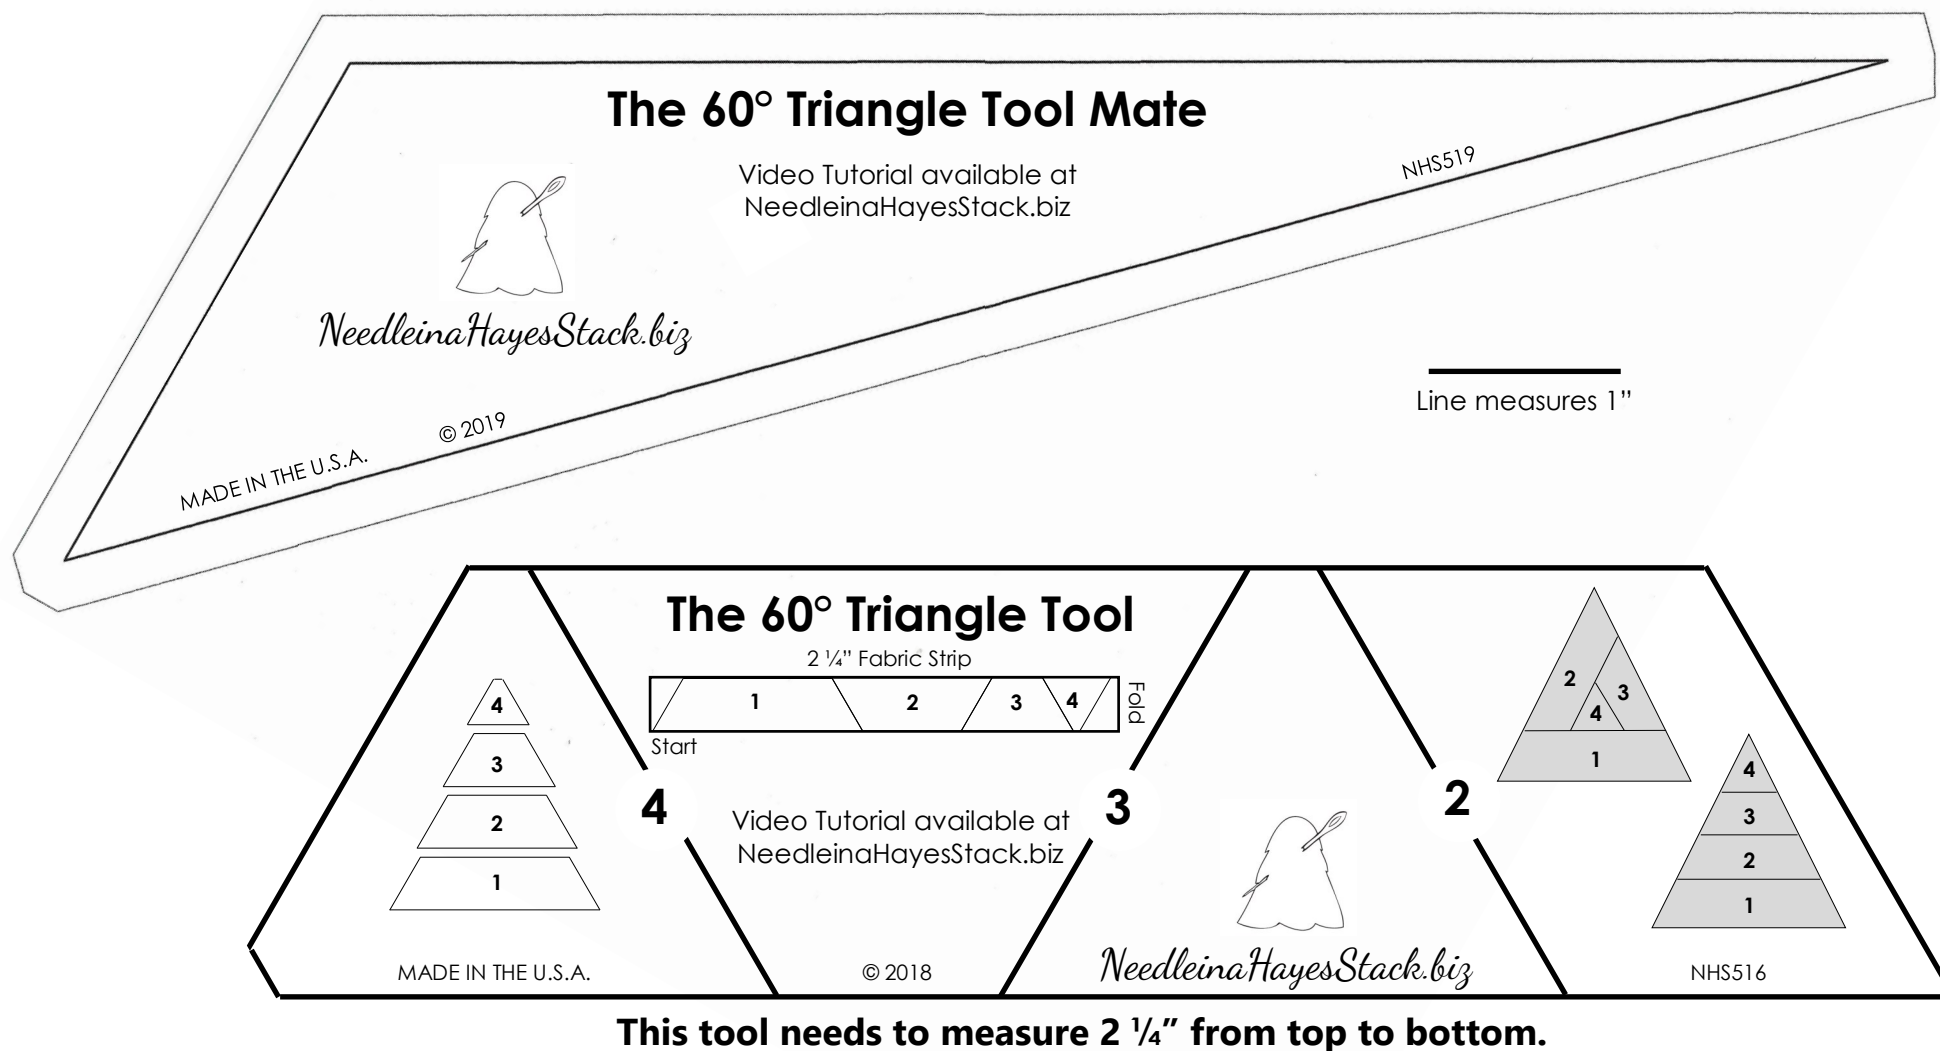 The 60° Triangle Tool Mate
Video Tutorial available at
NeedleinaHayesStack.biz
NHS519
NeedleinaHayesStack.biz
Line measures 1”
© 2019
MADE IN THE U.S.A.
The 60° Triangle Tool
2 ¼” Fabric Strip
1 2 3 4
Fold
Start
4
3
2
1
4
3
2
Video Tutorial available at
NeedleinaHayesStack.biz
2
3
4
1
4
3
2
1
MADE IN THE U.S.A.
© 2018
NeedleinaHayesStack.biz
NHS516
This tool needs to measure 2 ¼” from top to bottom.